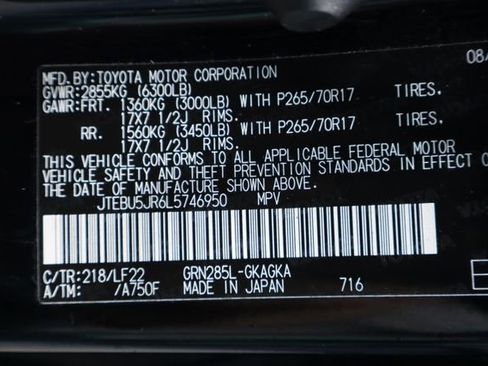 MFD.BY:TOYOTA MOTOR CORPORATION 08/
GVWR:2855KG (6300LB)
GAWR:FRT. 1360KG (3000LB) WITH P265/70R17 TIRES.
17X7 1/2J RIMS.
RR. 1560KG (3450LB) WITH P265/70R17 TIRES.
17X7 1/2J RIMS.
THIS VEHICLE CONFORMS TO ALL APPLICABLE FEDERAL MOTOR
VEHICLE SAFETY AND THEFT PREVENTION STANDARDS IN EFFECT O
THE DATE OF MANUFACTURE SHOWN ABOVE.
JTEBU5JR6L5746950 MPV
C/TR:218/LF22 GRN285L-GKAGKA
A/TM: /A750F MADE IN JAPAN 716